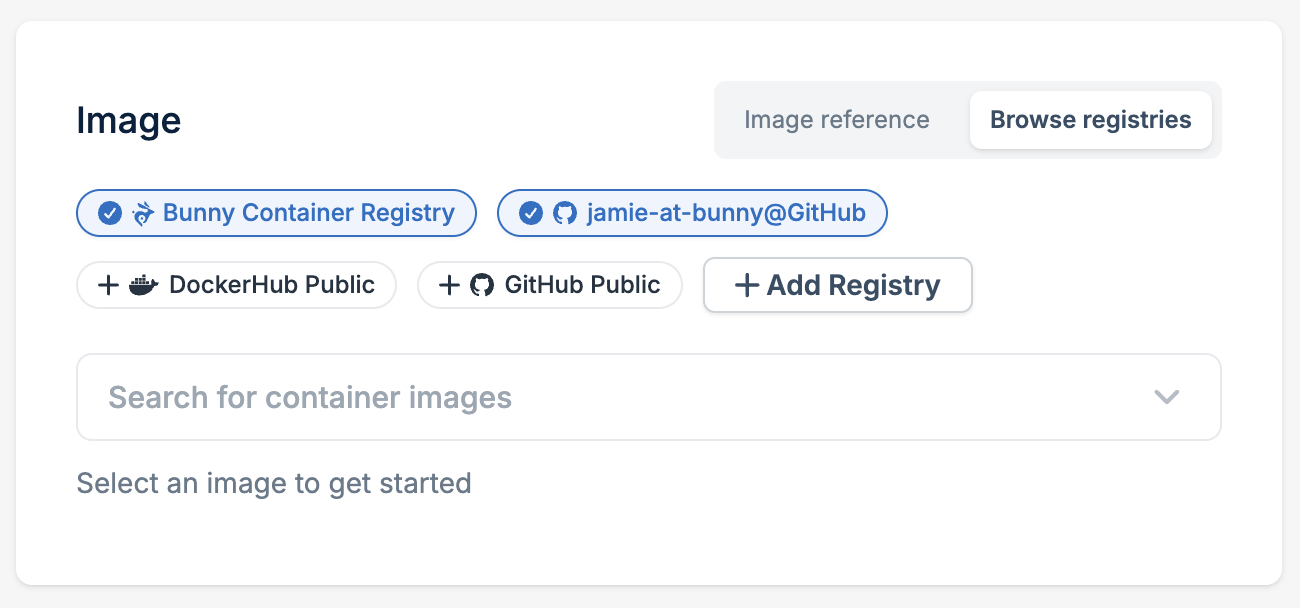 Image
Image reference
Browse registries
Bunny Container Registry
jamie-at-bunny@GitHub
DockerHub Public
GitHub Public
Add Registry
Search for container images
Select an image to get started